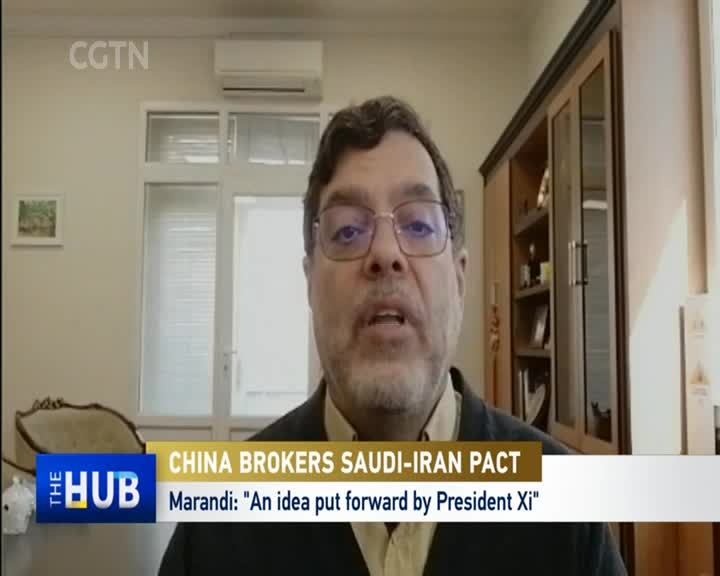 CGTN
CHINA BROKERS SAUDI-IRAN PACT
THE HUB
Marandi: "An idea put forward by President Xi"